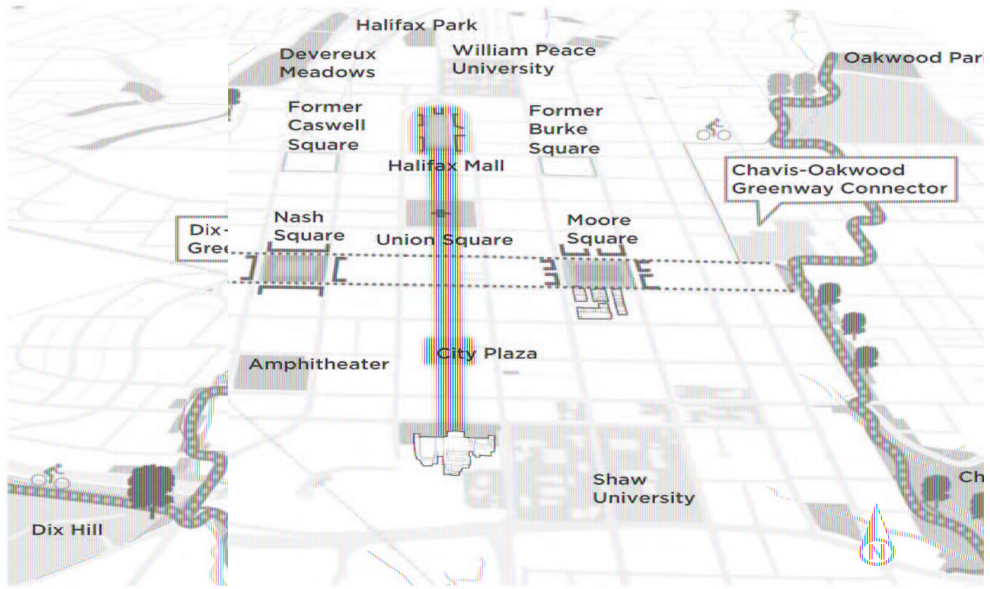 Halifax Park
Devereux
Meadows
William Peace
University
Oakwood
Former
Caswell
Square
Former
Burke
Square
Halifax Mall
Chavis-Oakwood
Greenway Connector
Nash
Square
Union Square
Moore
Square
City Plaza
Amphitheater
Shaw
University
Dix Hill
N